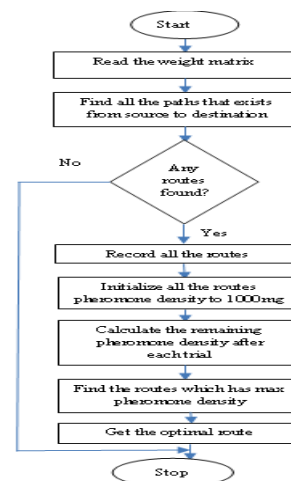 Start
Read the weight matrix
Find all the paths that exists
from source to destination
No
Any
routes
found?
Yes
Record all the routes
Initialize all the routes
pheromone density to 1000mg
Calculate the remaining
pheromone density after
eachtrial
Find the routes which has max
pheromone density
Get the optimal route
Stop